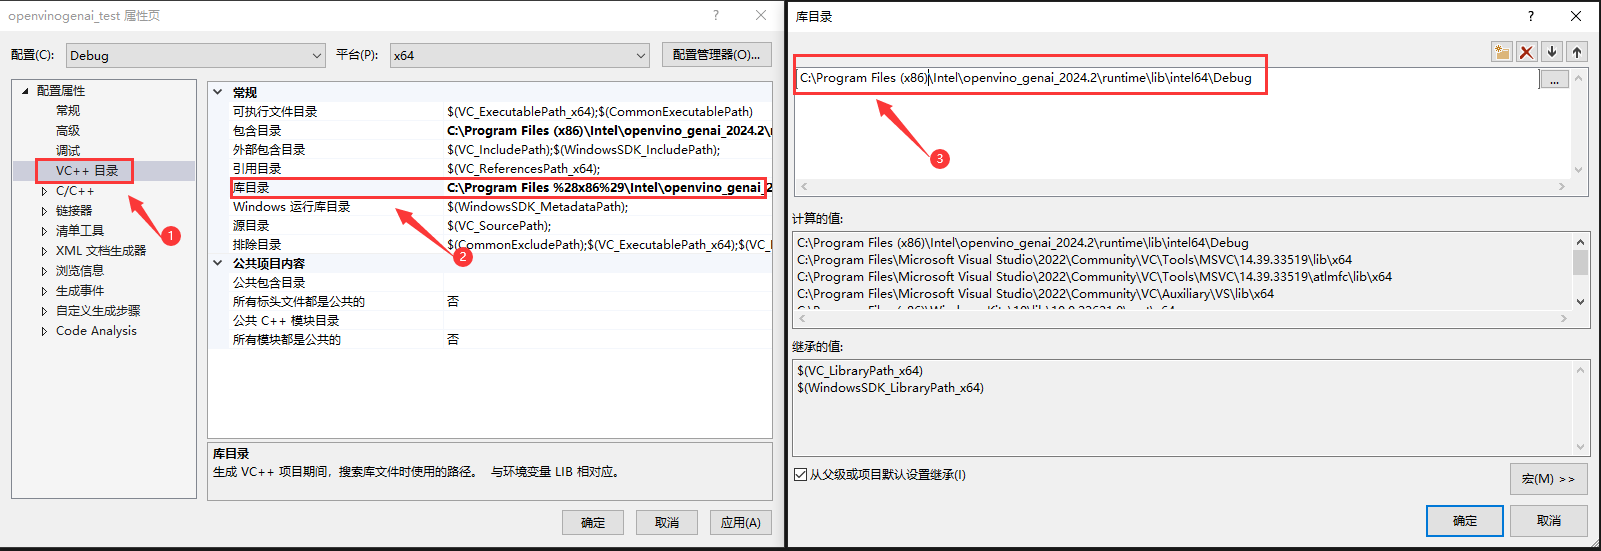 openvinogenai_test 属性页
配置(C):
Debug
平台(P):
x64
配置管理器(O)...
配置属性
常规
高级
调试
VC++ 目录
C/C++
链接器
清单工具
XML 文档生成器
浏览信息
生成事件
自定义生成步骤
Code Analysis
1
常规
可执行文件目录 $(VC_ExecutablePath_x64);$(CommonExecutablePath)
包含目录 C:\Program Files (x86)\Intel\openvino_genai_2024.2\
外部包含目录 $(VC_IncludePath);$(WindowsSDK_IncludePath);
引用目录 $(VC_ReferencesPath_x64);
库目录 C:\Program Files %28x86%29\Intel\openvino_genai_2
Windows 运行库目录 $(WindowsSDK_MetadataPath);
源目录 $(VC_SourcePath);
排除目录 $(CommonExcludePath);$(VC_ExecutablePath_x64);$(VC_
2
公共项目内容
公共包含目录
所有标头文件都是公共的 否
公共 C++ 模块目录
所有模块都是公共的 否
库目录
生成 VC++ 项目期间，搜索库文件时使用的路径。 与环境变量 LIB 相对应。
确定
取消
应用(A)
库目录
C:\Program Files (x86)\Intel\openvino_genai_2024.2\runtime\lib\intel64\Debug
...
3
计算的值:
C:\Program Files (x86)\Intel\openvino_genai_2024.2\runtime\lib\intel64\Debug
C:\Program Files\Microsoft Visual Studio\2022\Community\VC\Tools\MSVC\14.39.33519\lib\x64
C:\Program Files\Microsoft Visual Studio\2022\Community\VC\Tools\MSVC\14.39.33519\atlmfc\lib\x64
C:\Program Files\Microsoft Visual Studio\2022\Community\VC\Auxiliary\VS\lib\x64
继承的值:
$(VC_LibraryPath_x64)
$(WindowsSDK_LibraryPath_x64)
从父级或项目默认设置继承(I)
宏(M) >>
确定
取消